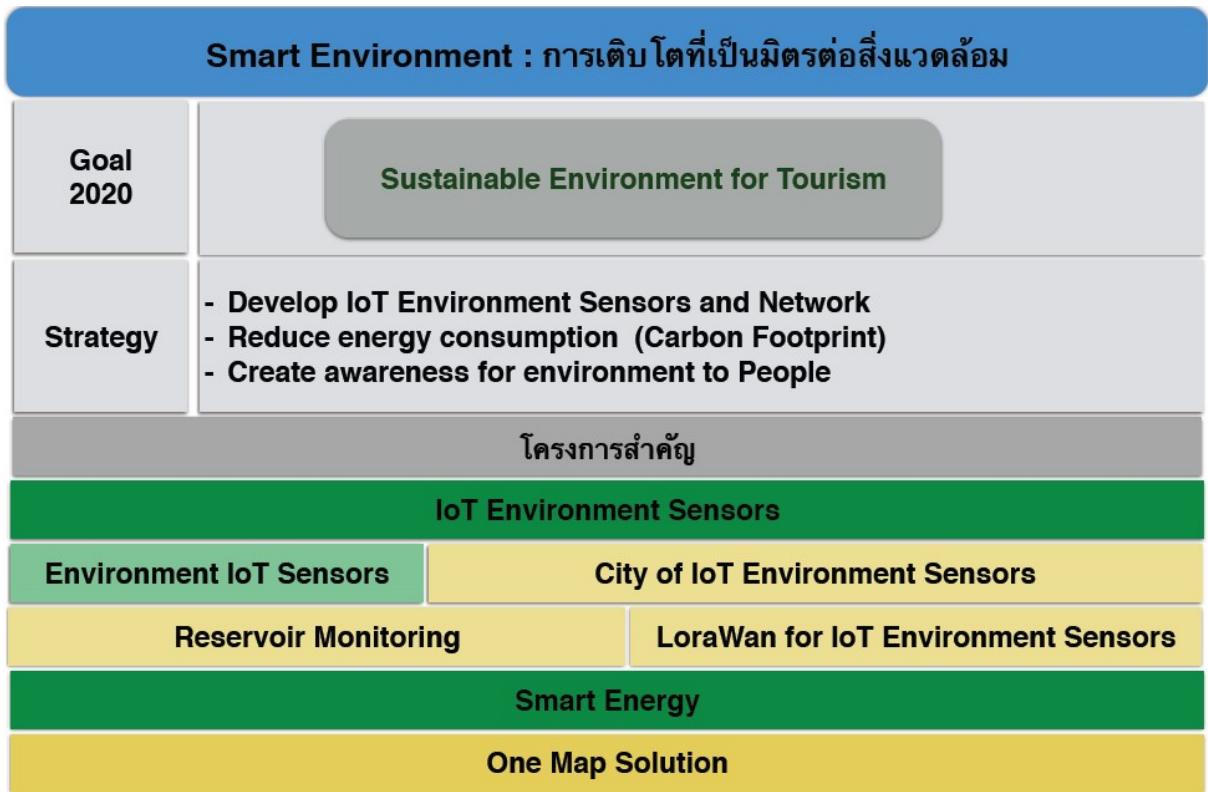 Smart Environment : การเติบโตที่เป็นมิตรต่อสิ่งแวดล้อม
Goal
2020
Sustainable Environment for Tourism
Strategy
- Develop IoT Environment Sensors and Network
- Reduce energy consumption (Carbon Footprint)
- Create awareness for environment to People
โครงการสำคัญ
IoT Environment Sensors
Environment IoT Sensors
City of IoT Environment Sensors
Reservoir Monitoring
LoraWan for IoT Environment Sensors
Smart Energy
One Map Solution